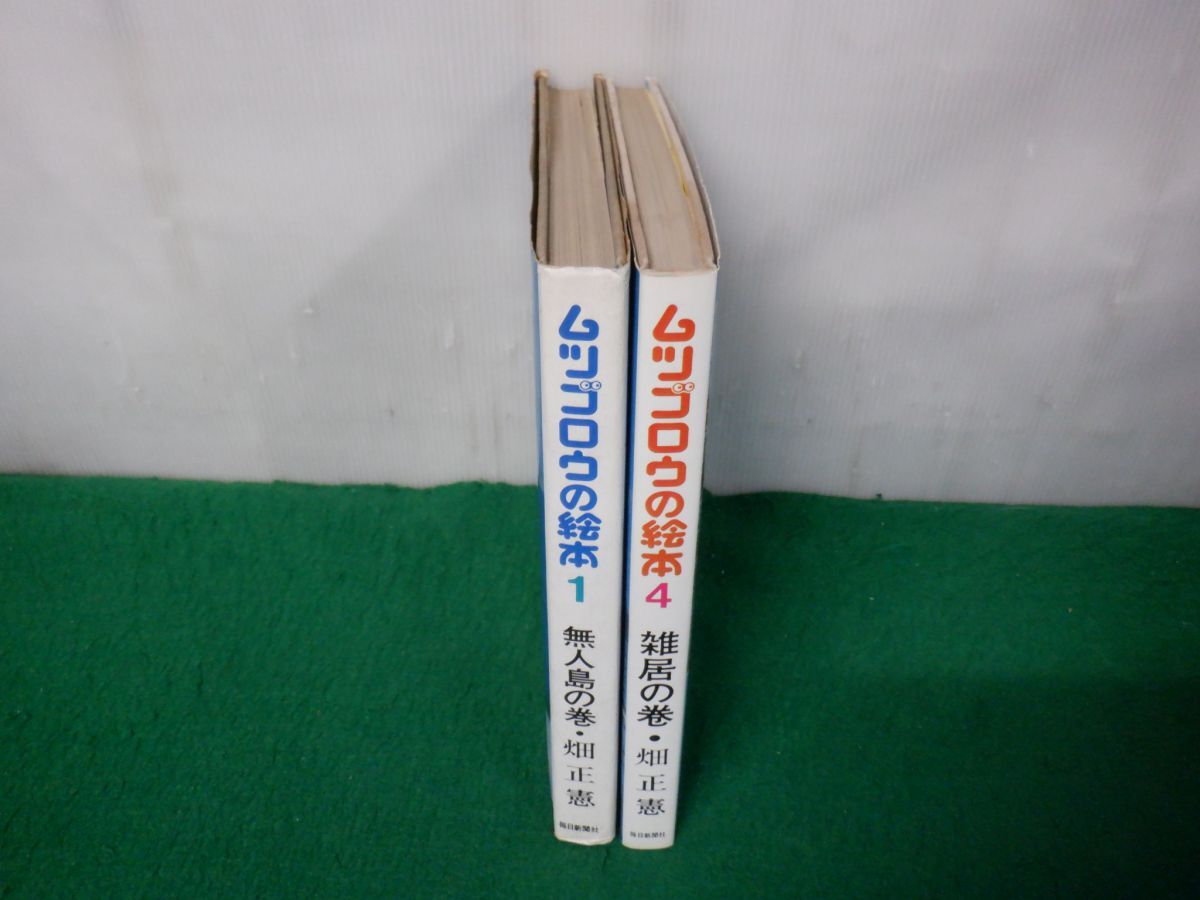 ムツゴロウの絵本
1
無人島の巻・畑正憲
毎日新聞社
ムツゴロウの絵本
4
雑居の巻・畑正憲
毎日新聞社